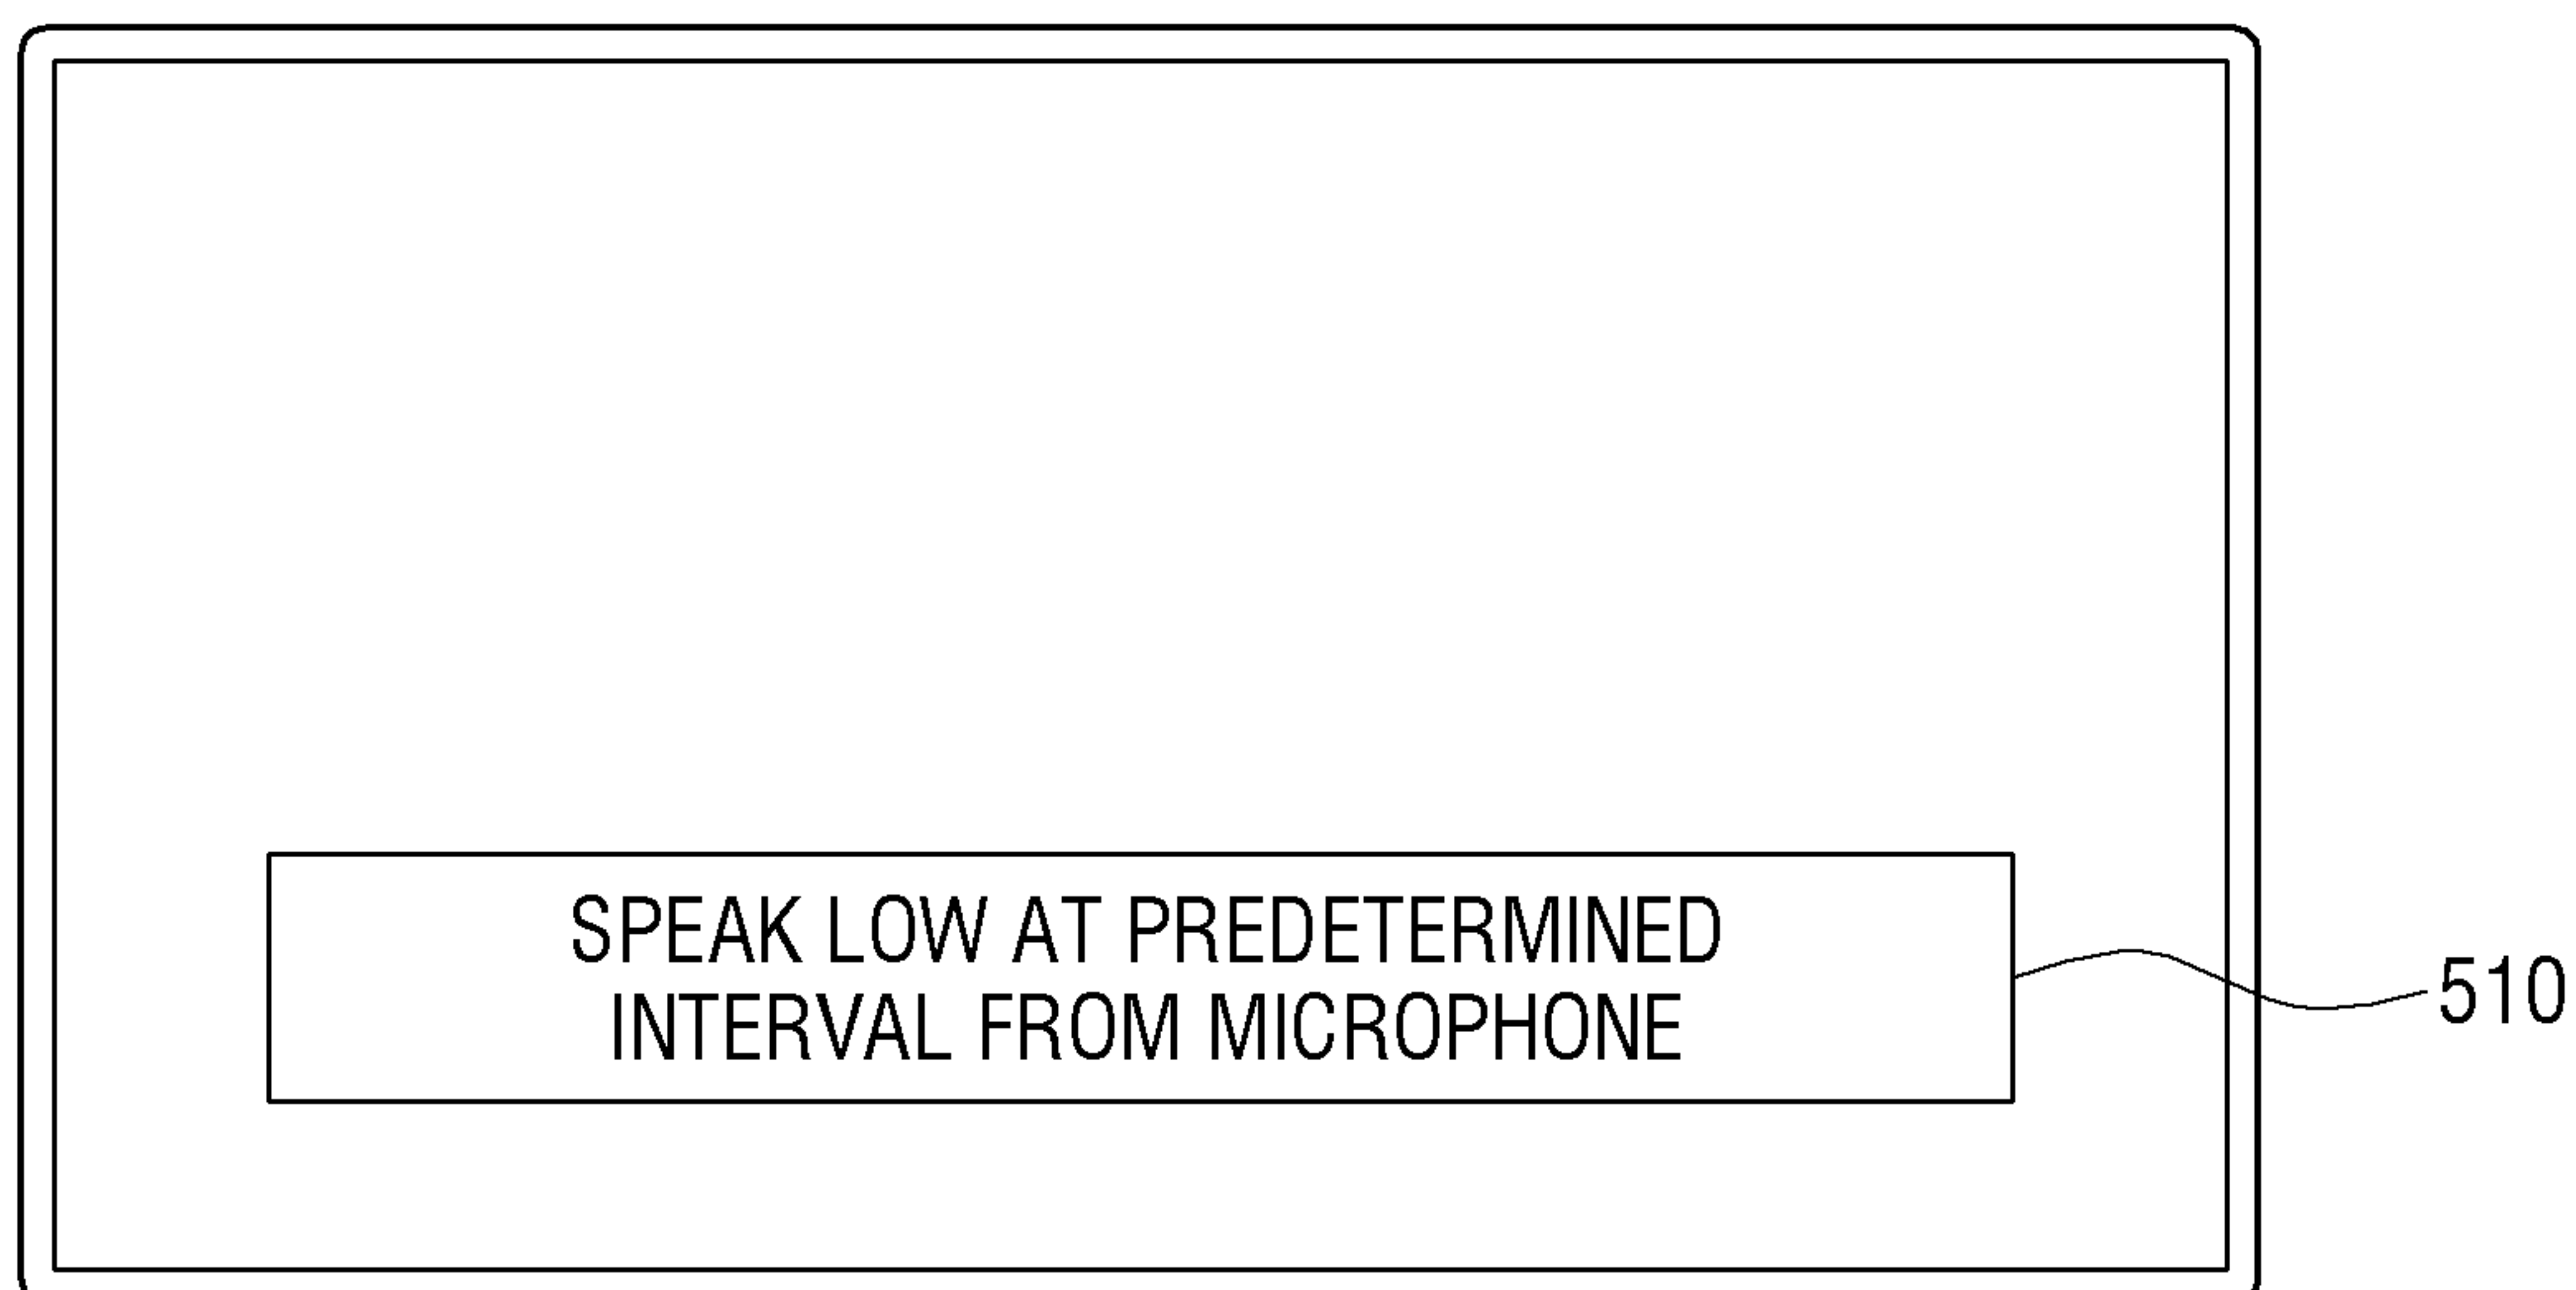 SPEAK LOW AT PREDETERMINED
INTERVAL FROM MICROPHONE
510